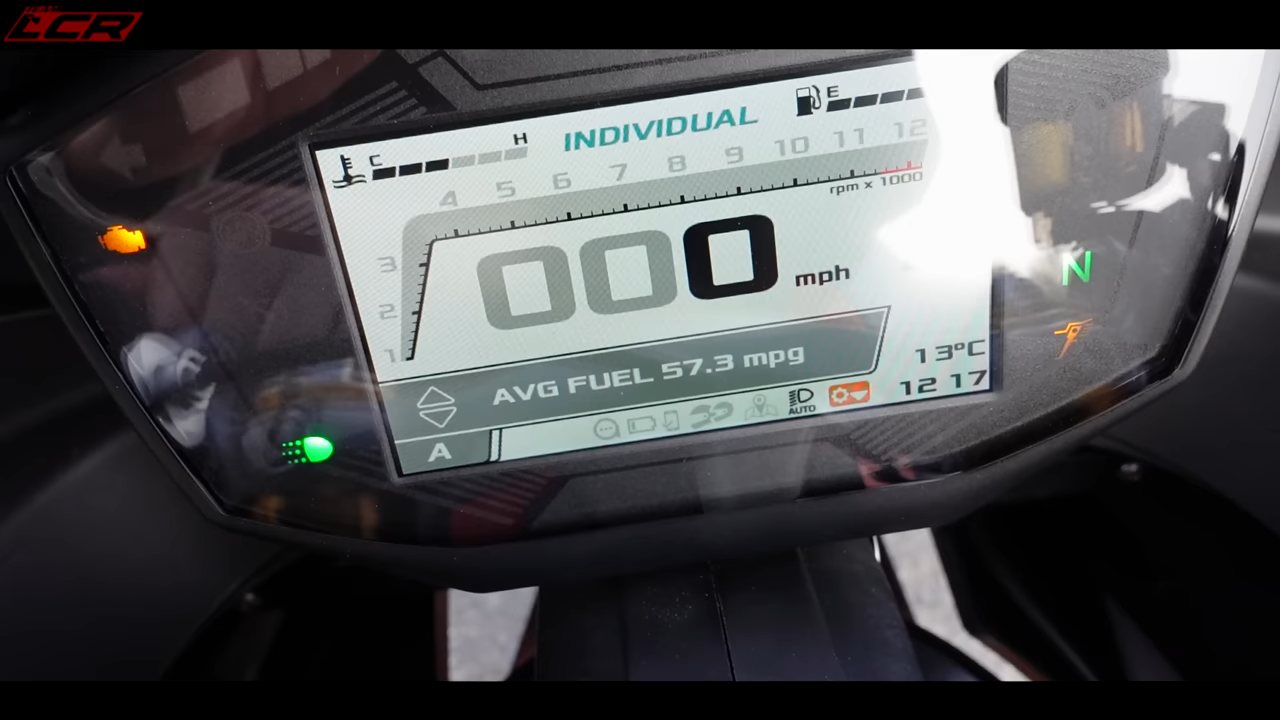 LCR
C H
INDIVIDUAL
E
1 2 3 4 5 6 7 8 9 10 11 12
rpm x 1000
000 mph
N
AVG FUEL 57.3 mpg
13°C
AUTO
12 17
A